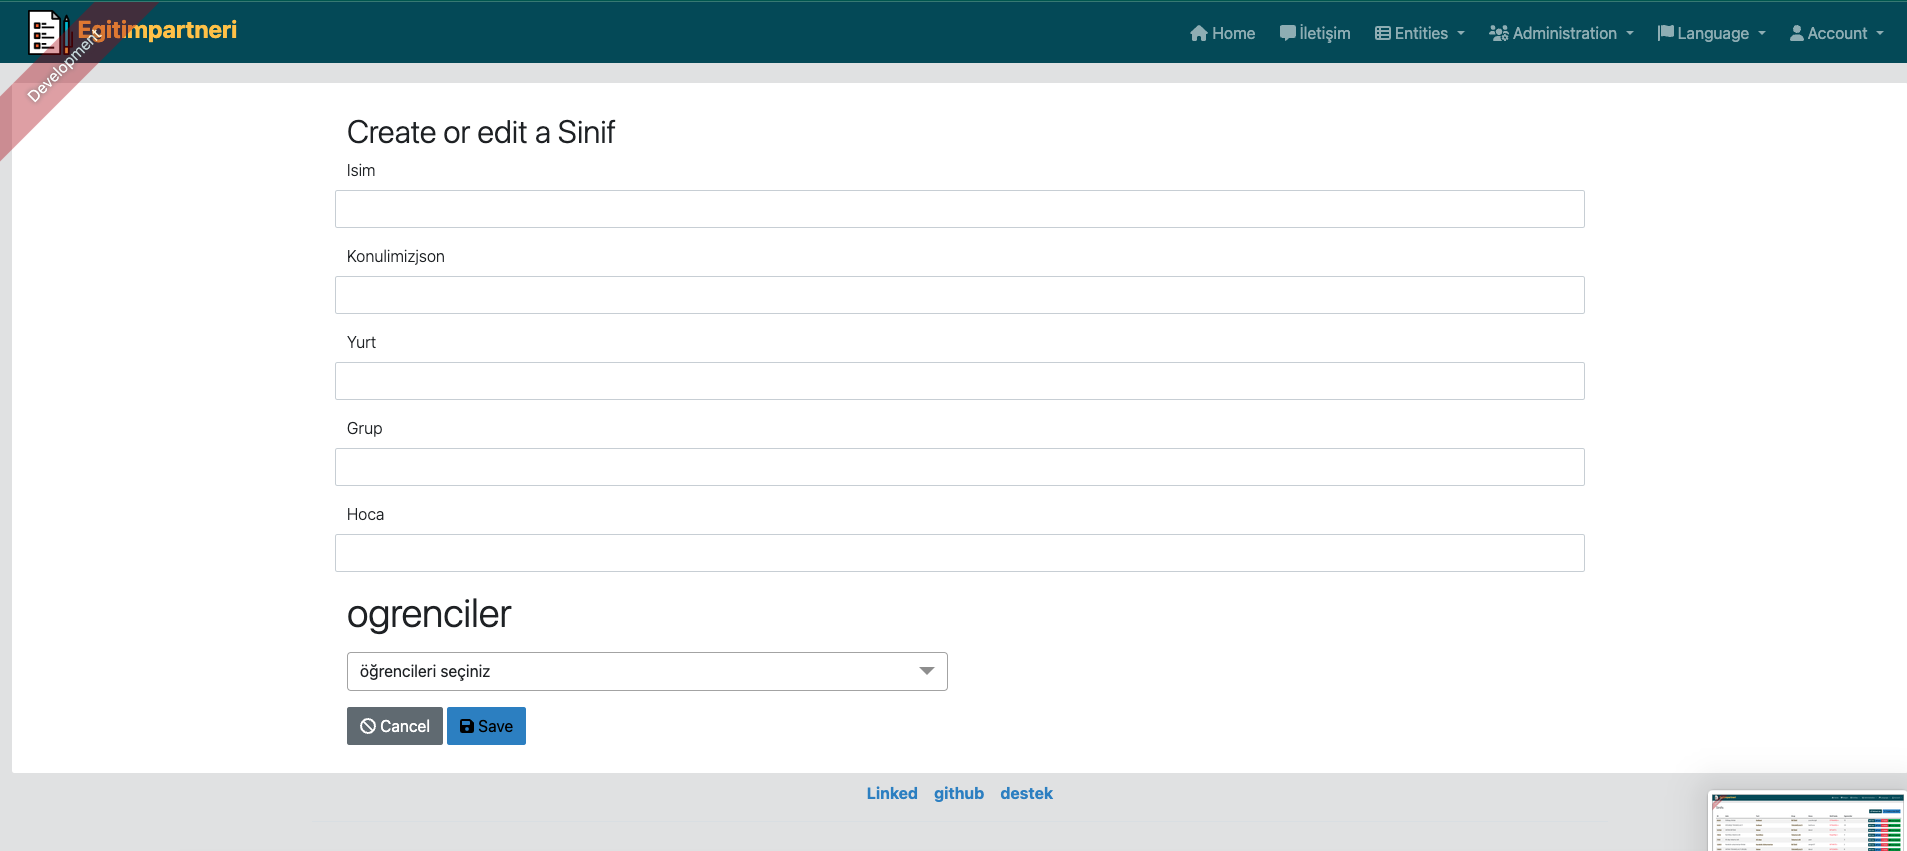 Egitimpartneri
Home İletişim Entities Administration Language Account
Development
Create or edit a Sinif
Isim
Konulimizjson
Yurt
Grup
Hoca
ogrenciler
öğrencileri seçiniz
Cancel Save
Linked github destek